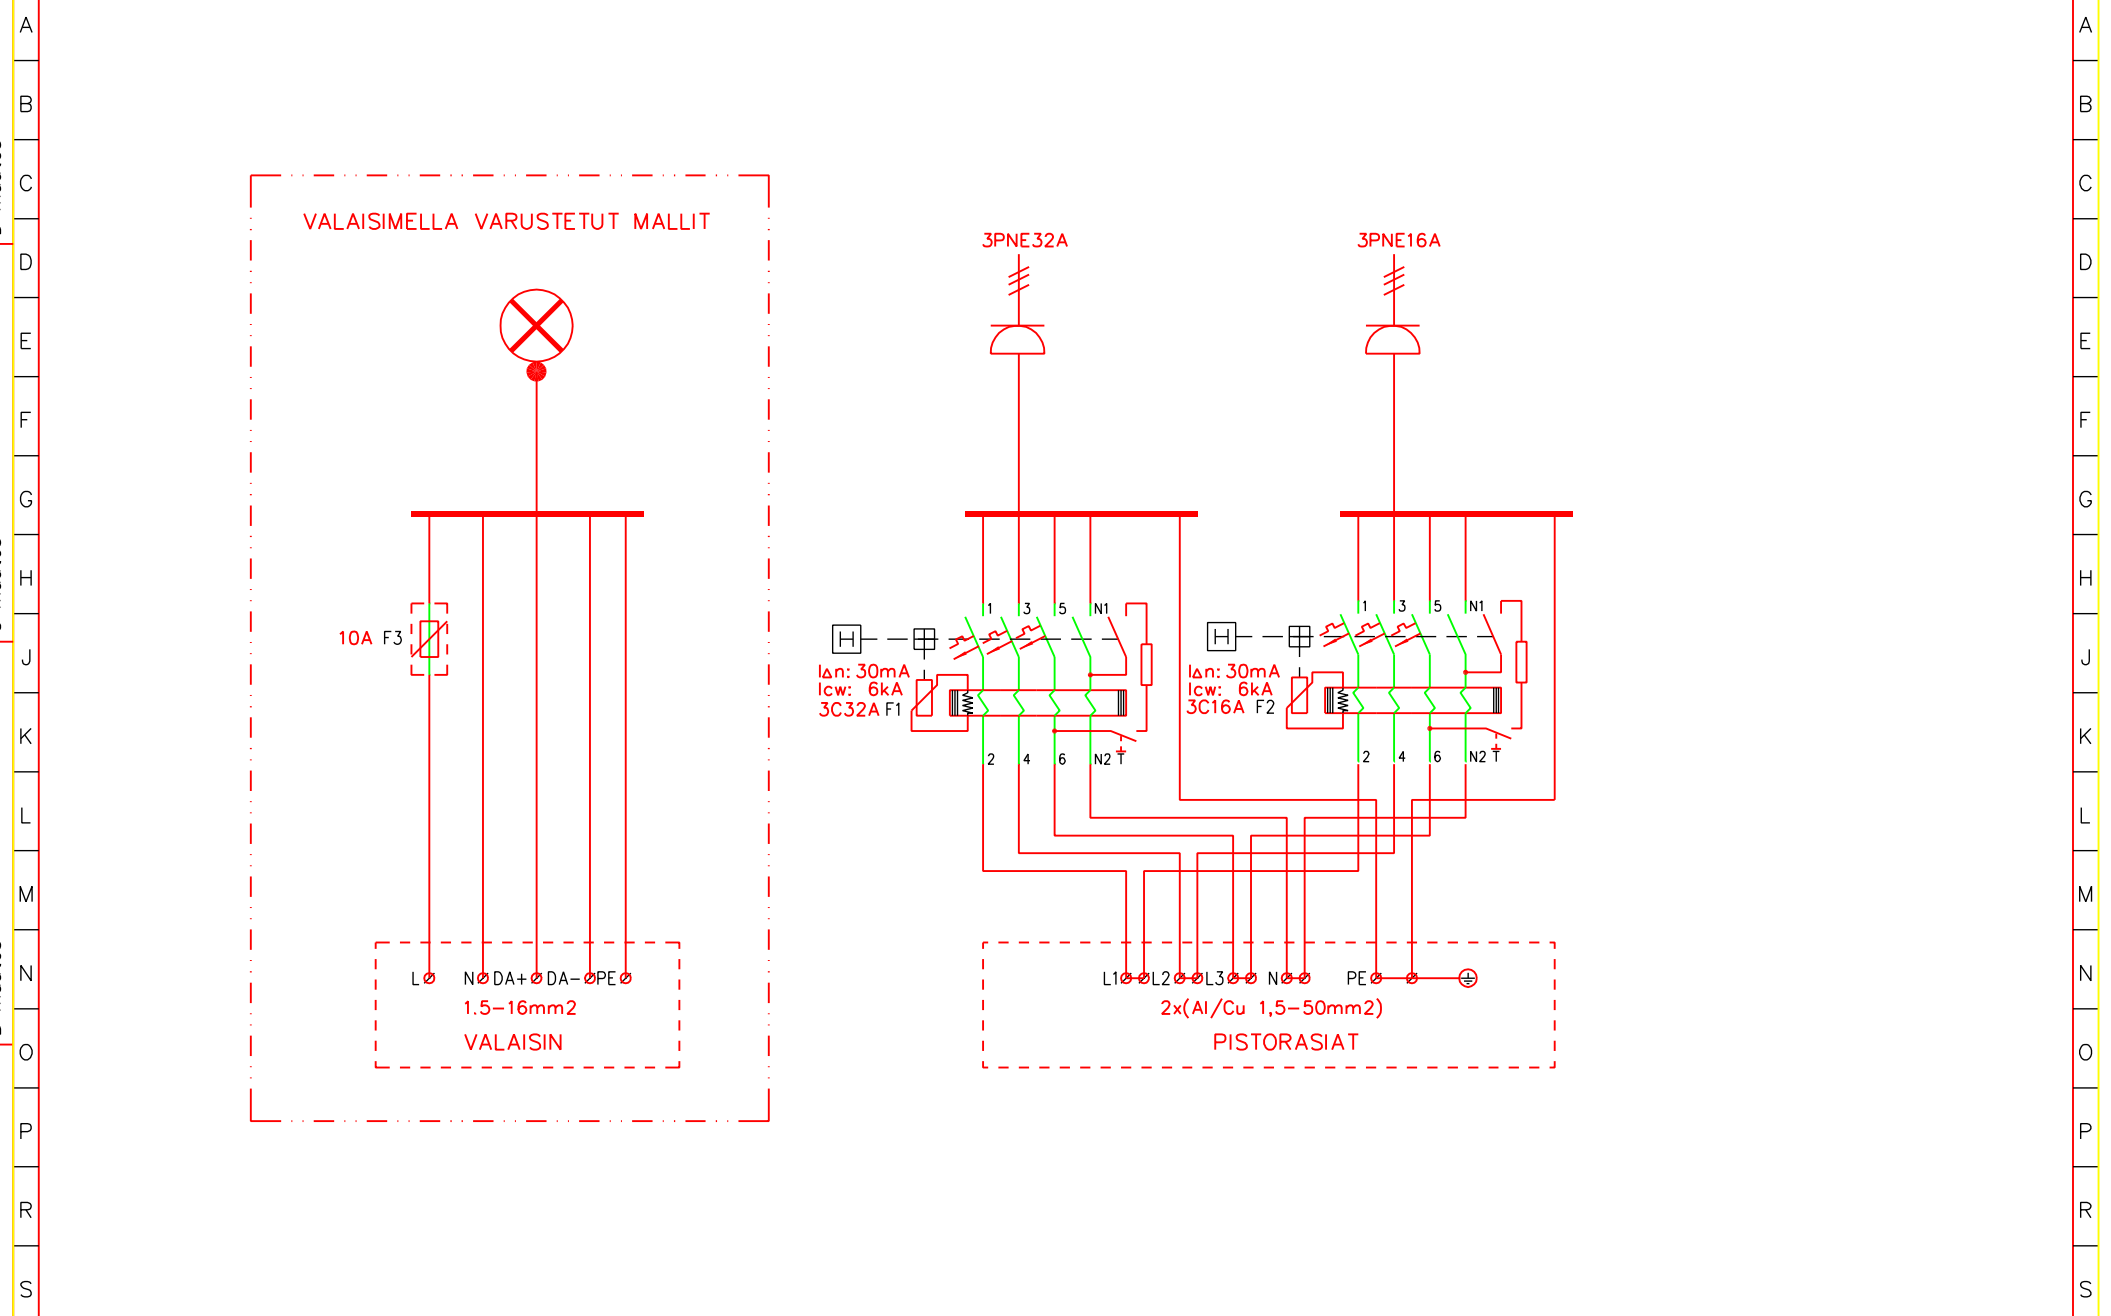 A
B
C
D
E
F
G
H
J
K
L
M
N
O
P
R
S
VALAISIMELLA VARUSTETUT MALLIT
10A F3
L N DA+ DA- PE
1.5-16mm2
VALAISIN
3PNE32A
1 3 5 N1
H
I∆n: 30mA
Icw: 6kA
3C32A F1
2 4 6 N2 T
3PNE16A
1 3 5 N1
H
I∆n: 30mA
Icw: 6kA
3C16A F2
2 4 6 N2 T
L1 L2 L3 N PE
2x(Al/Cu 1,5-50mm2)
PISTORASIAT
A
B
C
D
E
F
G
H
J
K
L
M
N
O
P
R
S